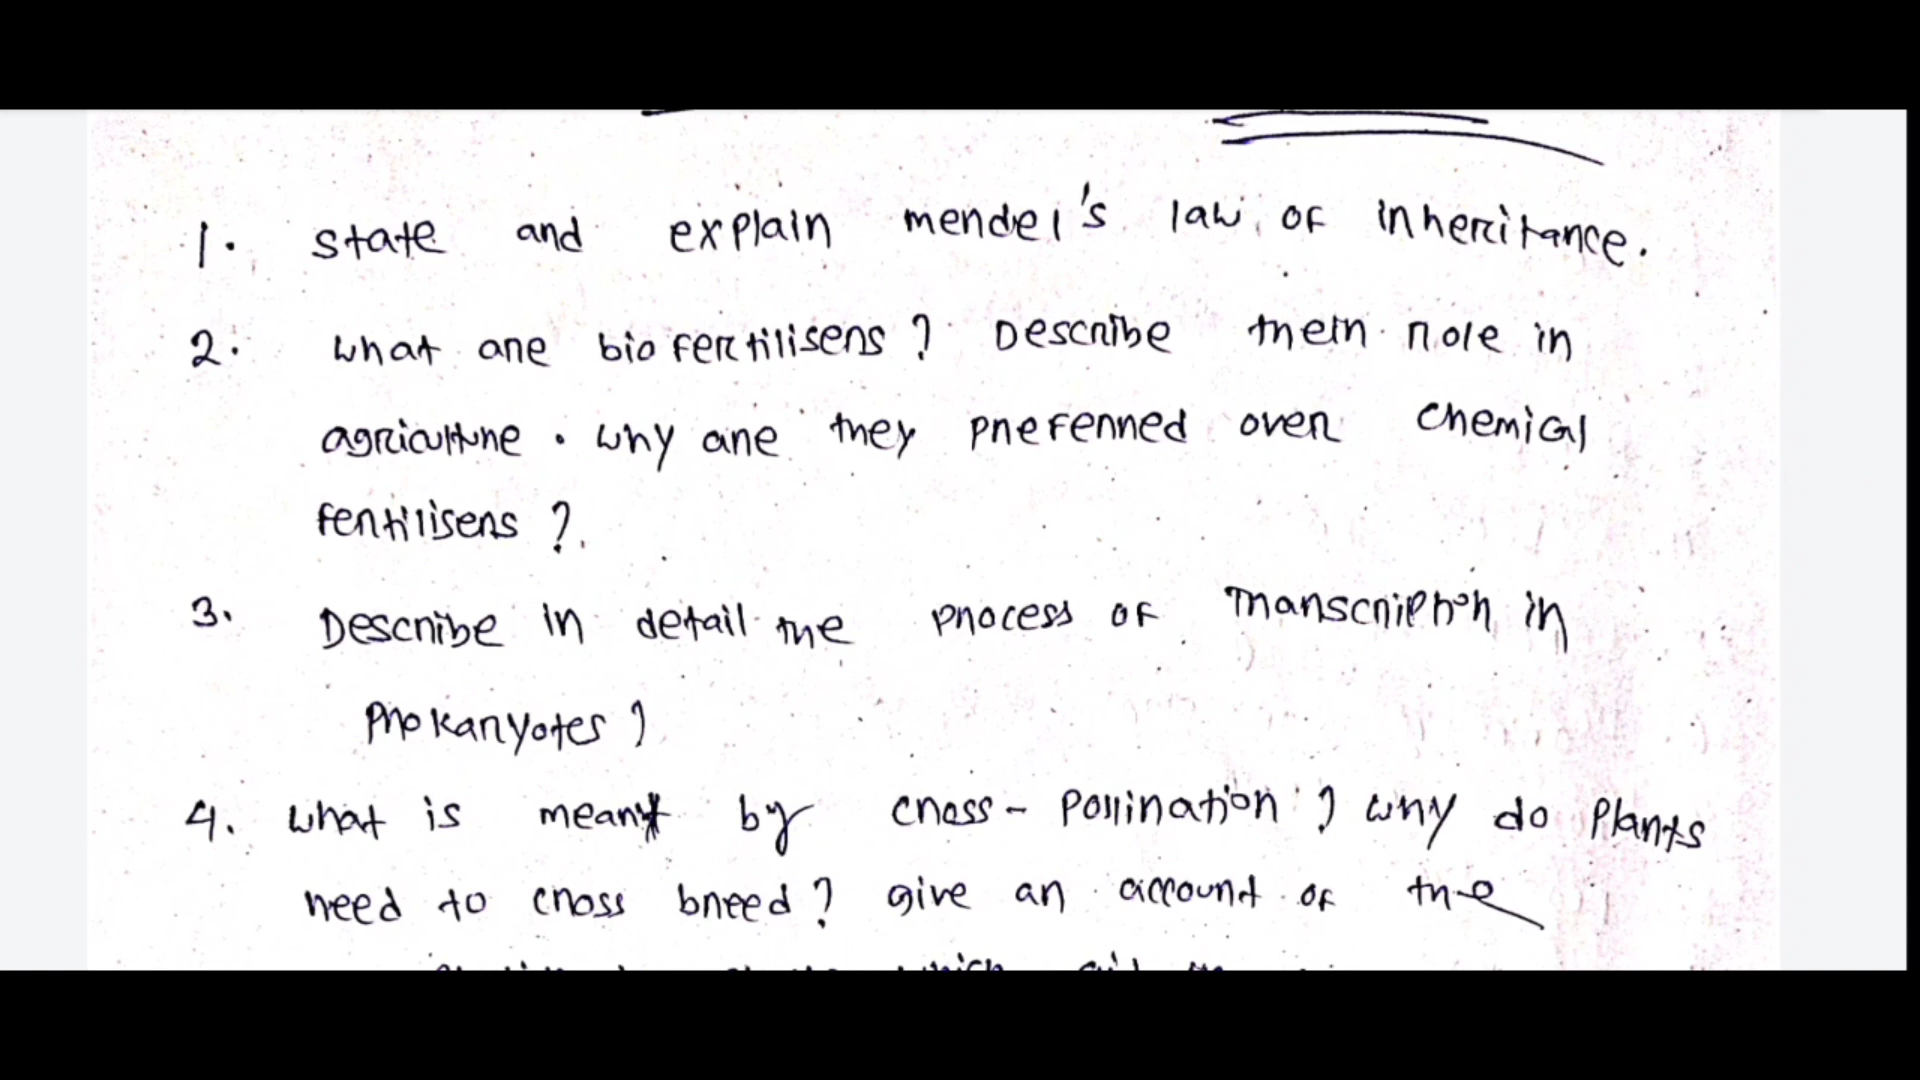 1. State and explain mendel's law of inheritance.
2. What are biofertilisers? Describe their role in
agriculture. Why are they preferred over chemical
fertilisers?
3. Describe in detail the process of transcription in
Prokaryotes?
4. What is meant by cross-pollination? Why do Plants
need to cross breed? give an account of the
which